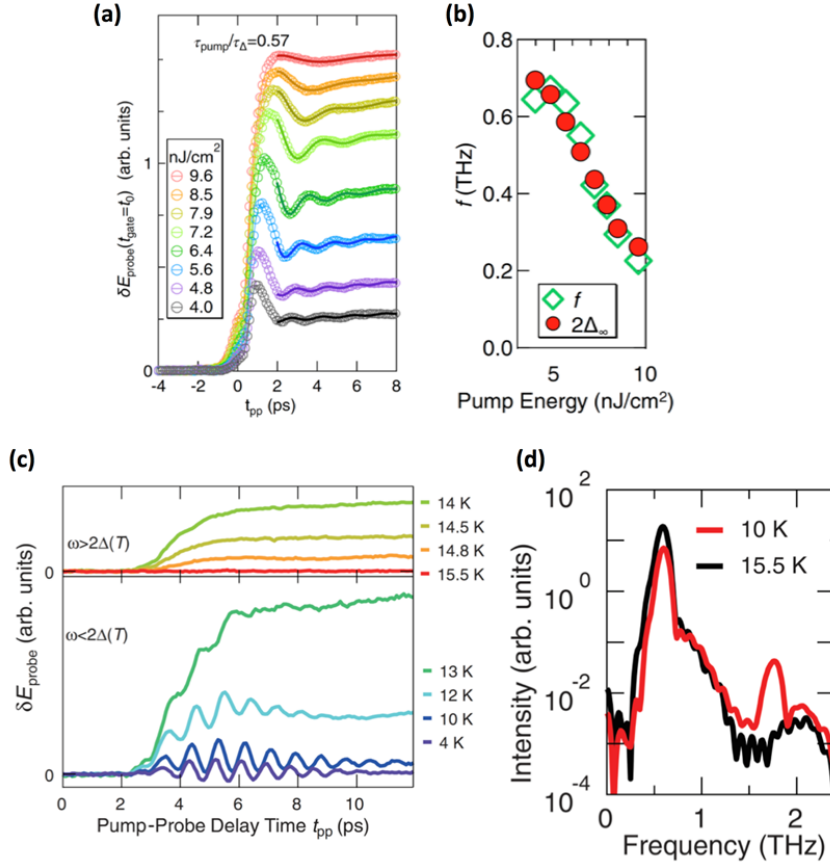 (a)
τpump/τΔ=0.57
δEprobe(tgate=t0) (arb. units)
1
0
nJ/cm2
9.6
8.5
7.9
7.2
6.4
5.6
4.8
4.0
-4 -2 0 2 4 6 8
tpp (ps)
(b)
f (THz)
0.8
0.6
0.4
0.2
0.0
f
2Δ∞
5 10
Pump Energy (nJ/cm2)
(c)
ω>2Δ(T)
0
14 K
14.5 K
14.8 K
15.5 K
ω<2Δ(T)
δEprobe (arb. units)
0
13 K
12 K
10 K
4 K
0 2 4 6 8 10
Pump-Probe Delay Time tpp (ps)
(d)
Intensity (arb. units)
10 2
10 0
10 -2
10 -4
10 K
15.5 K
0 1 2
Frequency (THz)